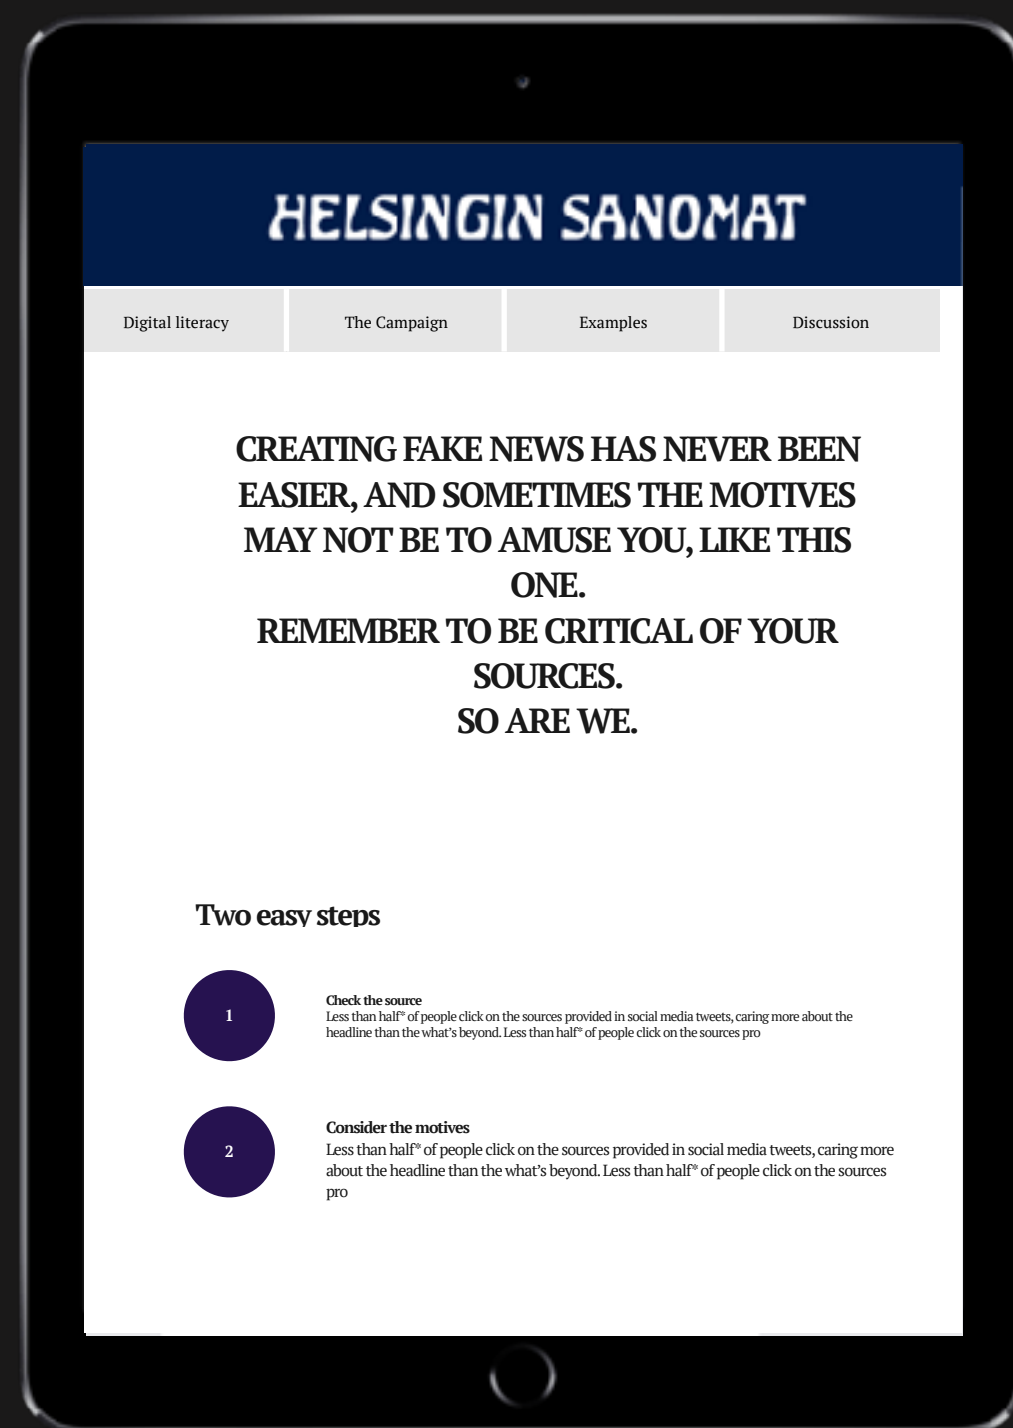 HELSINGIN SANOMAT
Digital literacy
The Campaign
Examples
Discussion
CREATING FAKE NEWS HAS NEVER BEEN
EASIER, AND SOMETIMES THE MOTIVES
MAY NOT BE TO AMUSE YOU, LIKE THIS
ONE.
REMEMBER TO BE CRITICAL OF YOUR
SOURCES.
SO ARE WE.
Two easy steps
1
Check the source
Less than half* of people click on the sources provided in social media tweets, caring more about the
headline than the what's beyond. Less than half* of people click on the sources pro
2
Consider the motives
Less than half* of people click on the sources provided in social media tweets, caring more
about the headline than the what's beyond. Less than half* of people click on the sources
pro